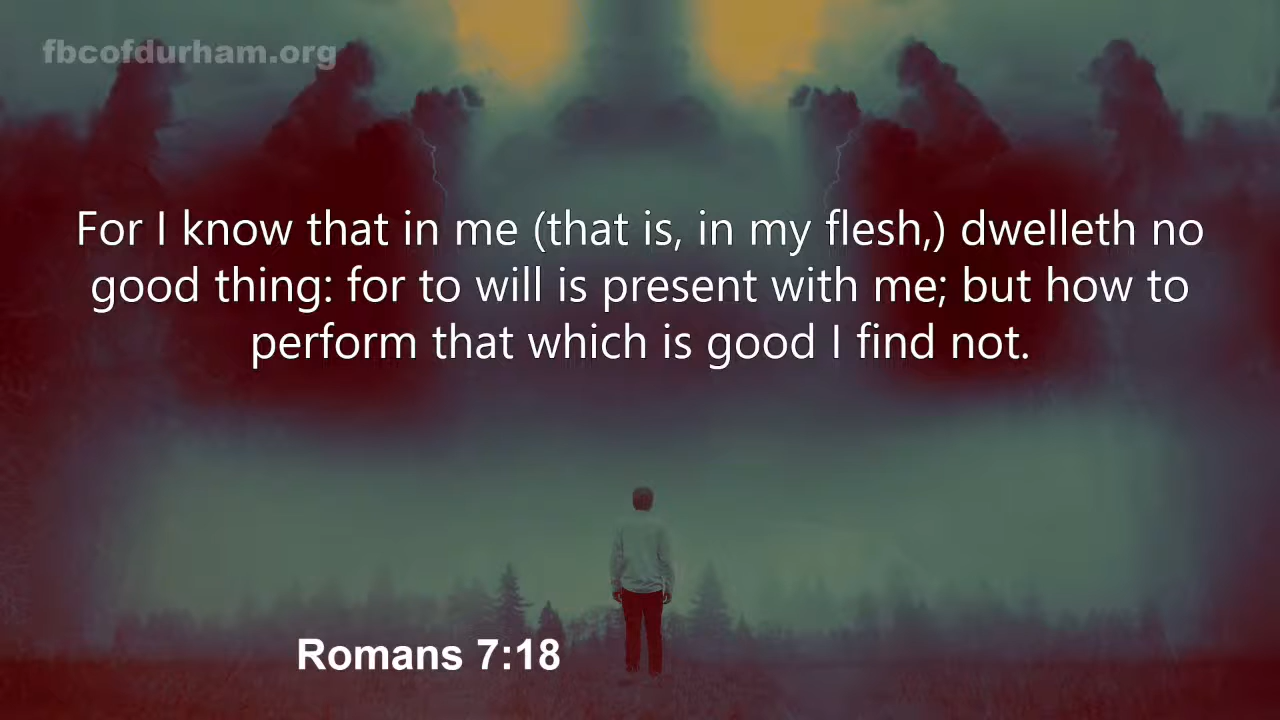 fbcofdurham.org
For I know that in me (that is, in my flesh,) dwelleth no
good thing: for to will is present with me; but how to
perform that which is good I find not.
Romans 7:18